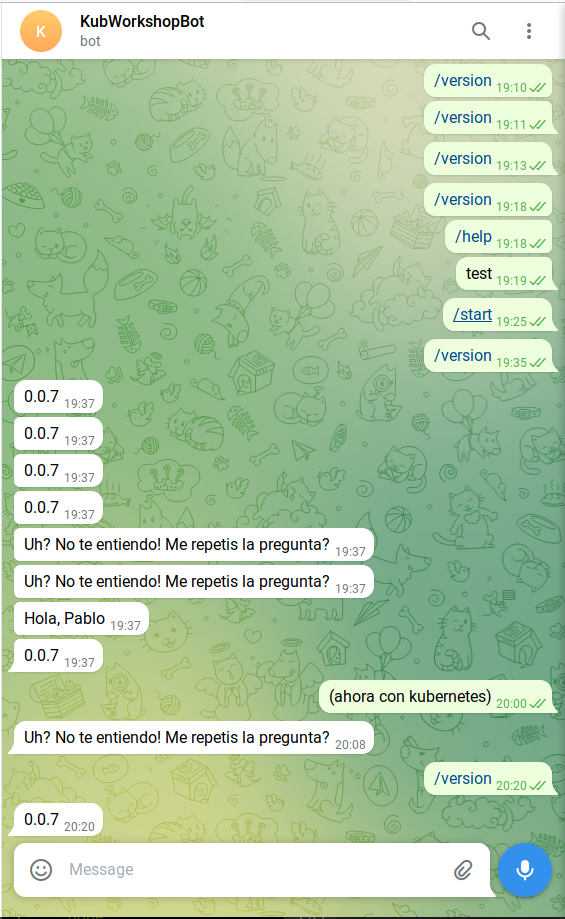 K
KubWorkshopBot
bot
/version 19:10
/version 19:11
/version 19:13
/version 19:18
/help 19:18
test 19:19
/start 19:25
/version 19:35
0.0.7 19:37
0.0.7 19:37
0.0.7 19:37
0.0.7 19:37
Uh? No te entiendo! Me repetis la pregunta? 19:37
Uh? No te entiendo! Me repetis la pregunta? 19:37
Hola, Pablo 19:37
0.0.7 19:37
(ahora con kubernetes) 20:00
Uh? No te entiendo! Me repetis la pregunta? 20:08
/version 20:20
0.0.7 20:20
Message